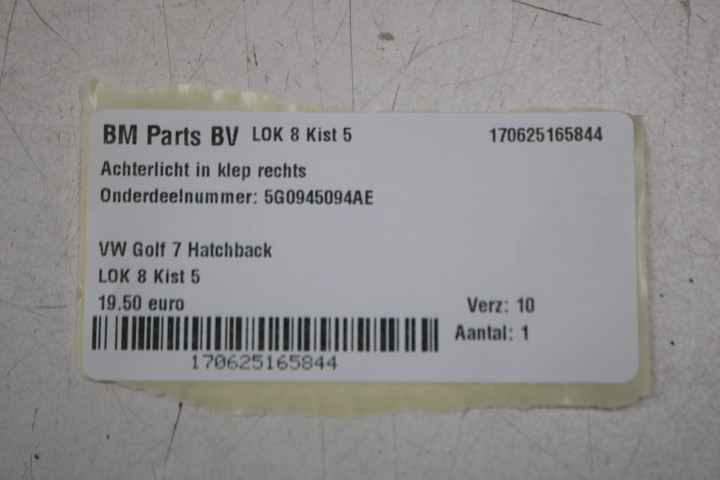 BM Parts BV LOK 8 Kist 5 170625165844
Achterlicht in klep rechts
Onderdeelnummer: 5G0945094AE
VW Golf 7 Hatchback
LOK 8 Kist 5
19.50 euro Verz: 10
Aantal: 1
170625165844